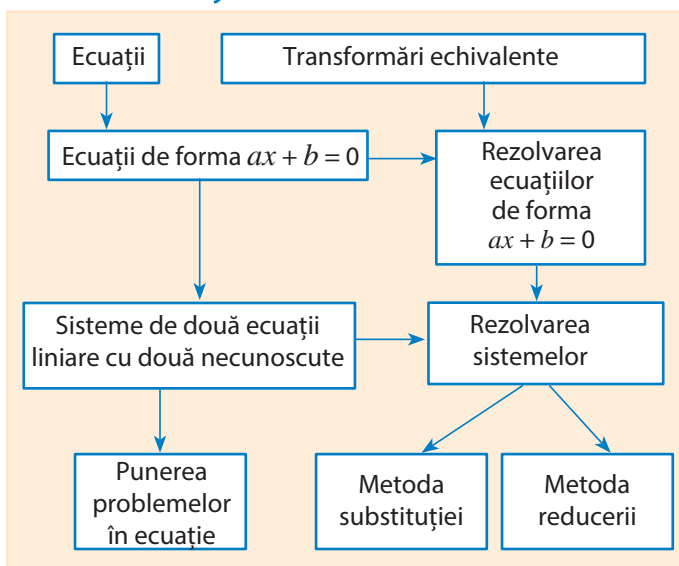 Ecuații
Transformări echivalente
Ecuații de forma ax + b = 0
Rezolvarea
ecuațiilor
de forma
ax + b = 0
Sisteme de două ecuații
liniare cu două necunoscute
Rezolvarea
sistemelor
Punerea
problemelor
în ecuație
Metoda
substituției
Metoda
reducerii